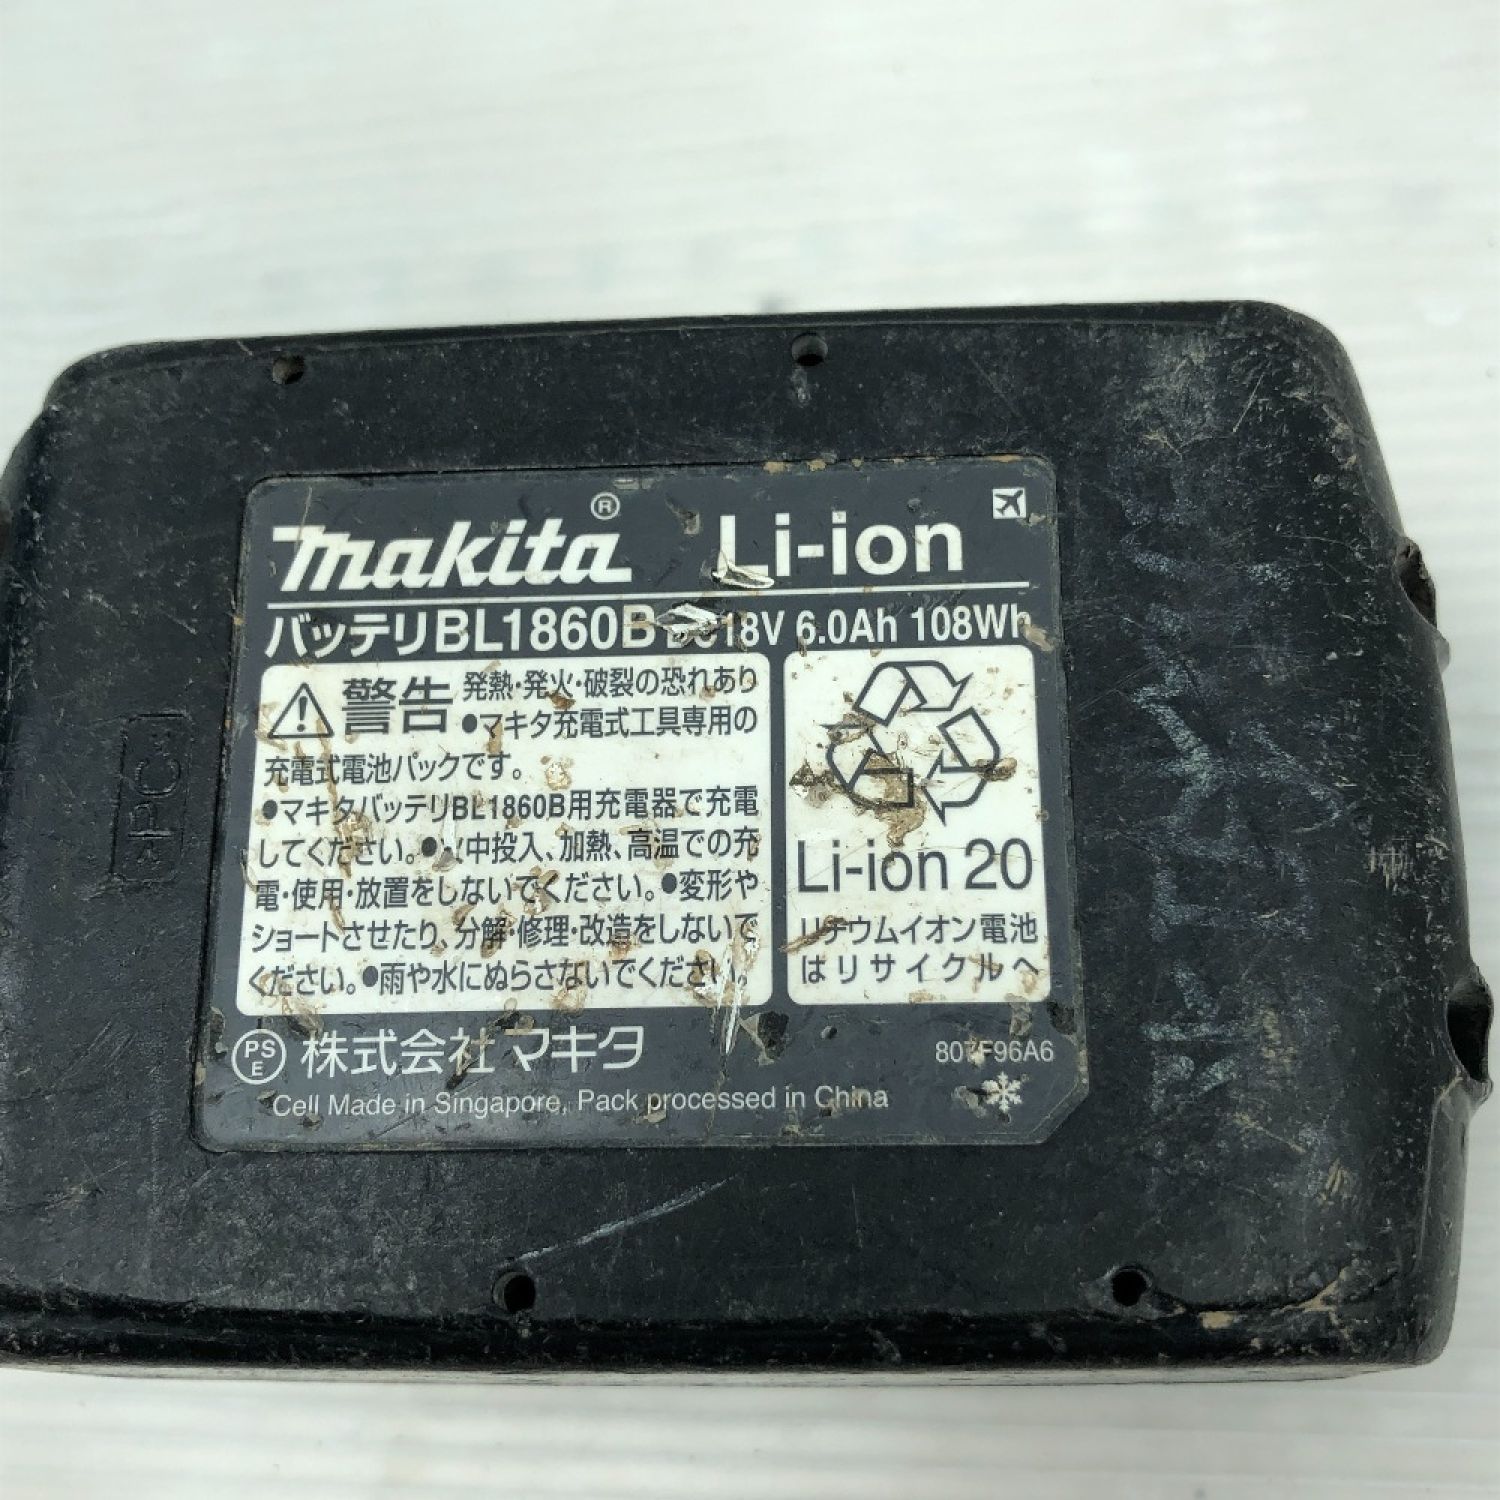 makita® Li-ion
バッテリBL1860B DC18V 6.0Ah 108Wh
警告 発熱・発火・破裂の恐れあり
●マキタ充電式工具専用の
充電式電池パックです。
●マキタバッテリBL1860B用充電器で充電
してください。●火中投入、加熱、高温での充
電・使用・放置をしないでください。●変形や
ショートさせたり、分解・修理・改造をしないで
ください。●雨や水にぬらさないでください。
Li-ion 20
リチウムイオン電池
はリサイクルへ
PSE 株式会社マキタ
807F96A6
Cell Made in Singapore, Pack processed in China
>PC<